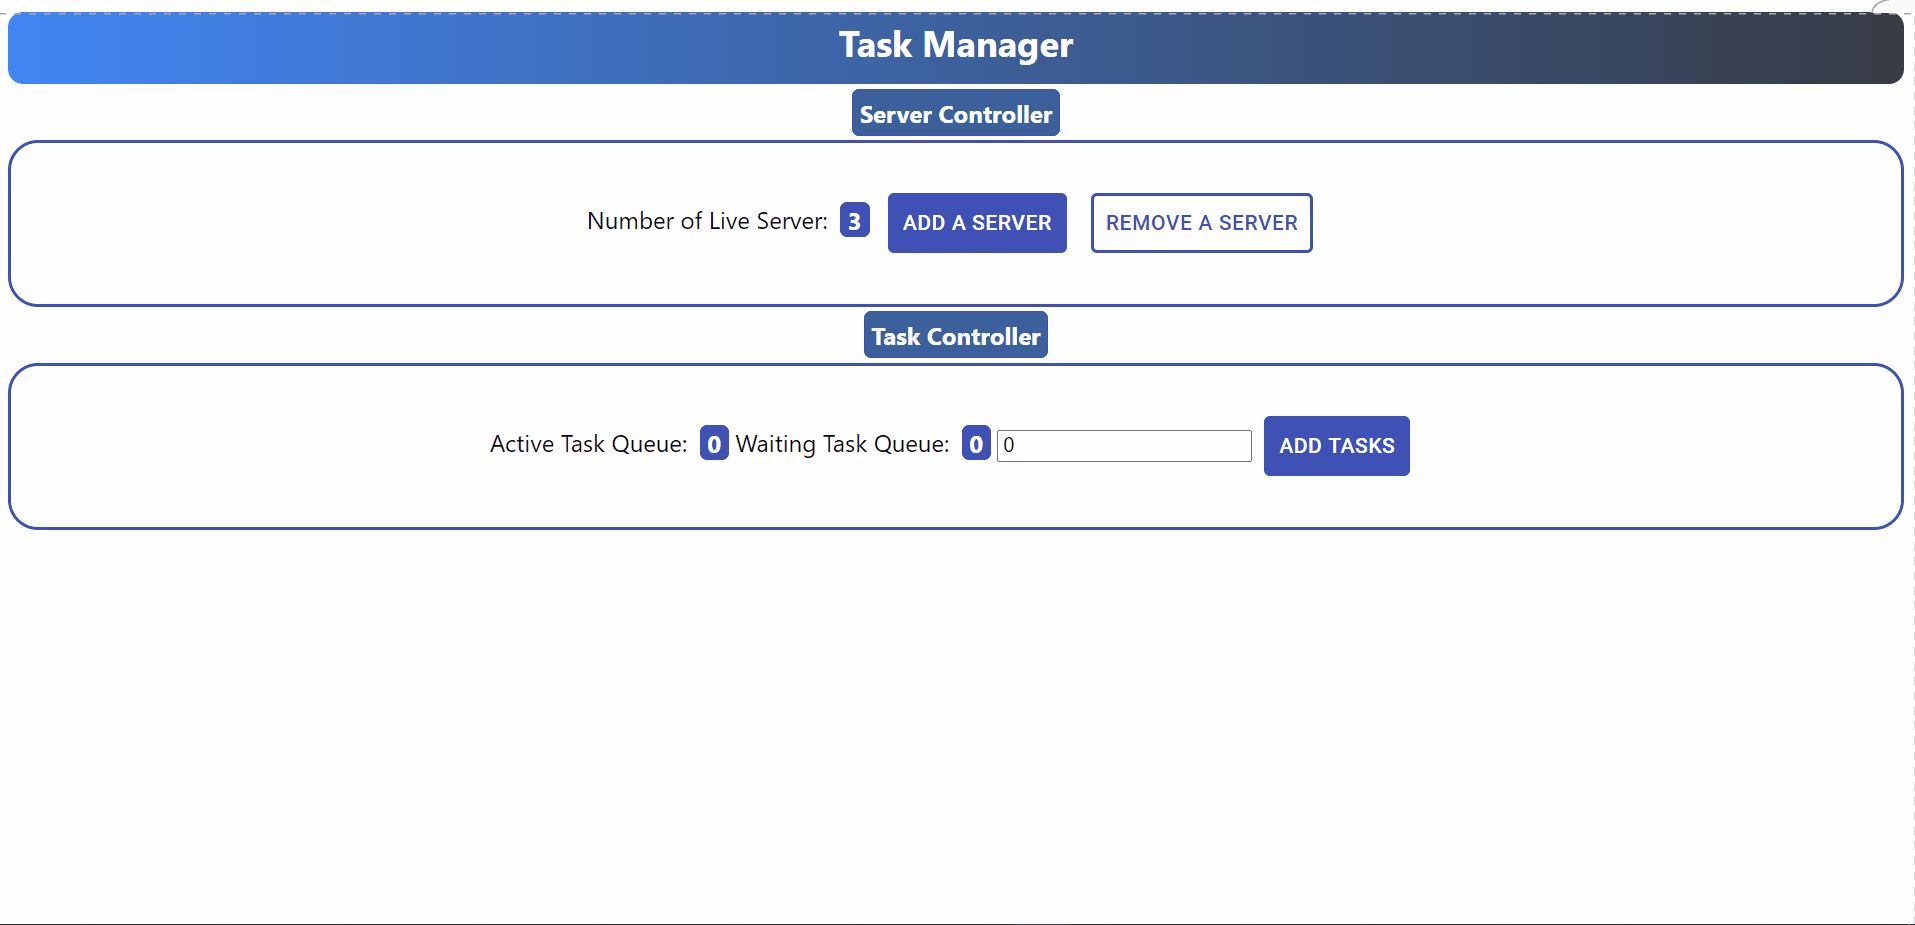 Task Manager
Server Controller
Number of Live Server: 3 ADD A SERVER REMOVE A SERVER
Task Controller
Active Task Queue: 0 Waiting Task Queue: 0 0 ADD TASKS